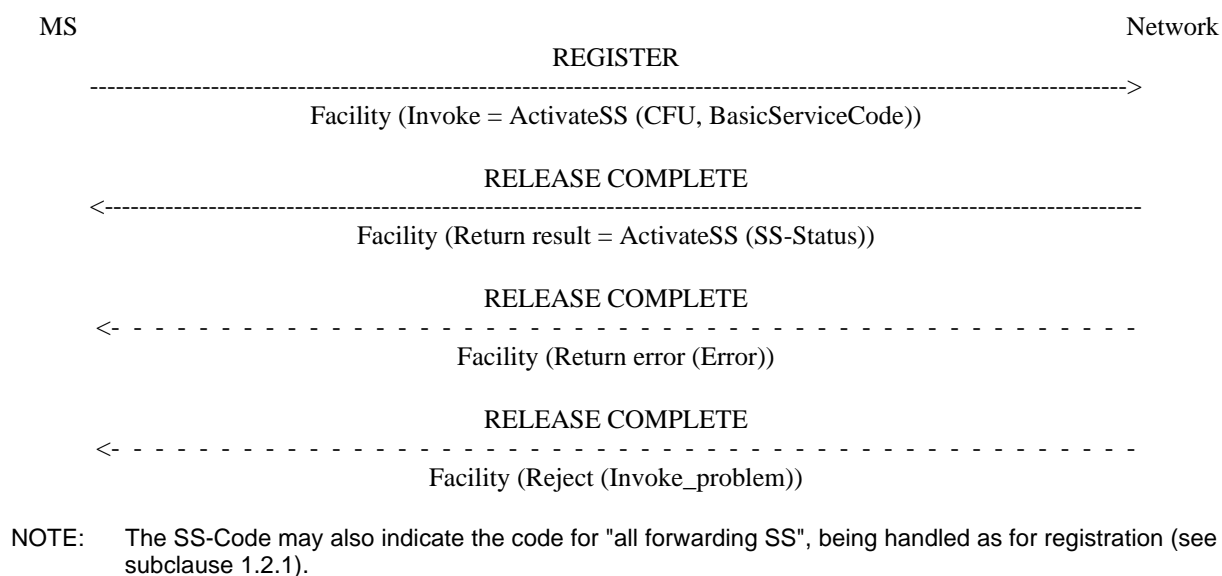 MS Network
REGISTER
------------------------------------------------------------------------------------------------------------------------>
Facility (Invoke = ActivateSS (CFU, BasicServiceCode))
RELEASE COMPLETE
<------------------------------------------------------------------------------------------------------------------------
Facility (Return result = ActivateSS (SS-Status))
RELEASE COMPLETE
<- - - - - - - - - - - - - - - - - - - - - - - - - - - - - - - - - - - - - - - - - - - - - - -
Facility (Return error (Error))
RELEASE COMPLETE
<- - - - - - - - - - - - - - - - - - - - - - - - - - - - - - - - - - - - - - - - - - - - - - -
Facility (Reject (Invoke_problem))
NOTE: The SS-Code may also indicate the code for "all forwarding SS", being handled as for registration (see
subclause 1.2.1).